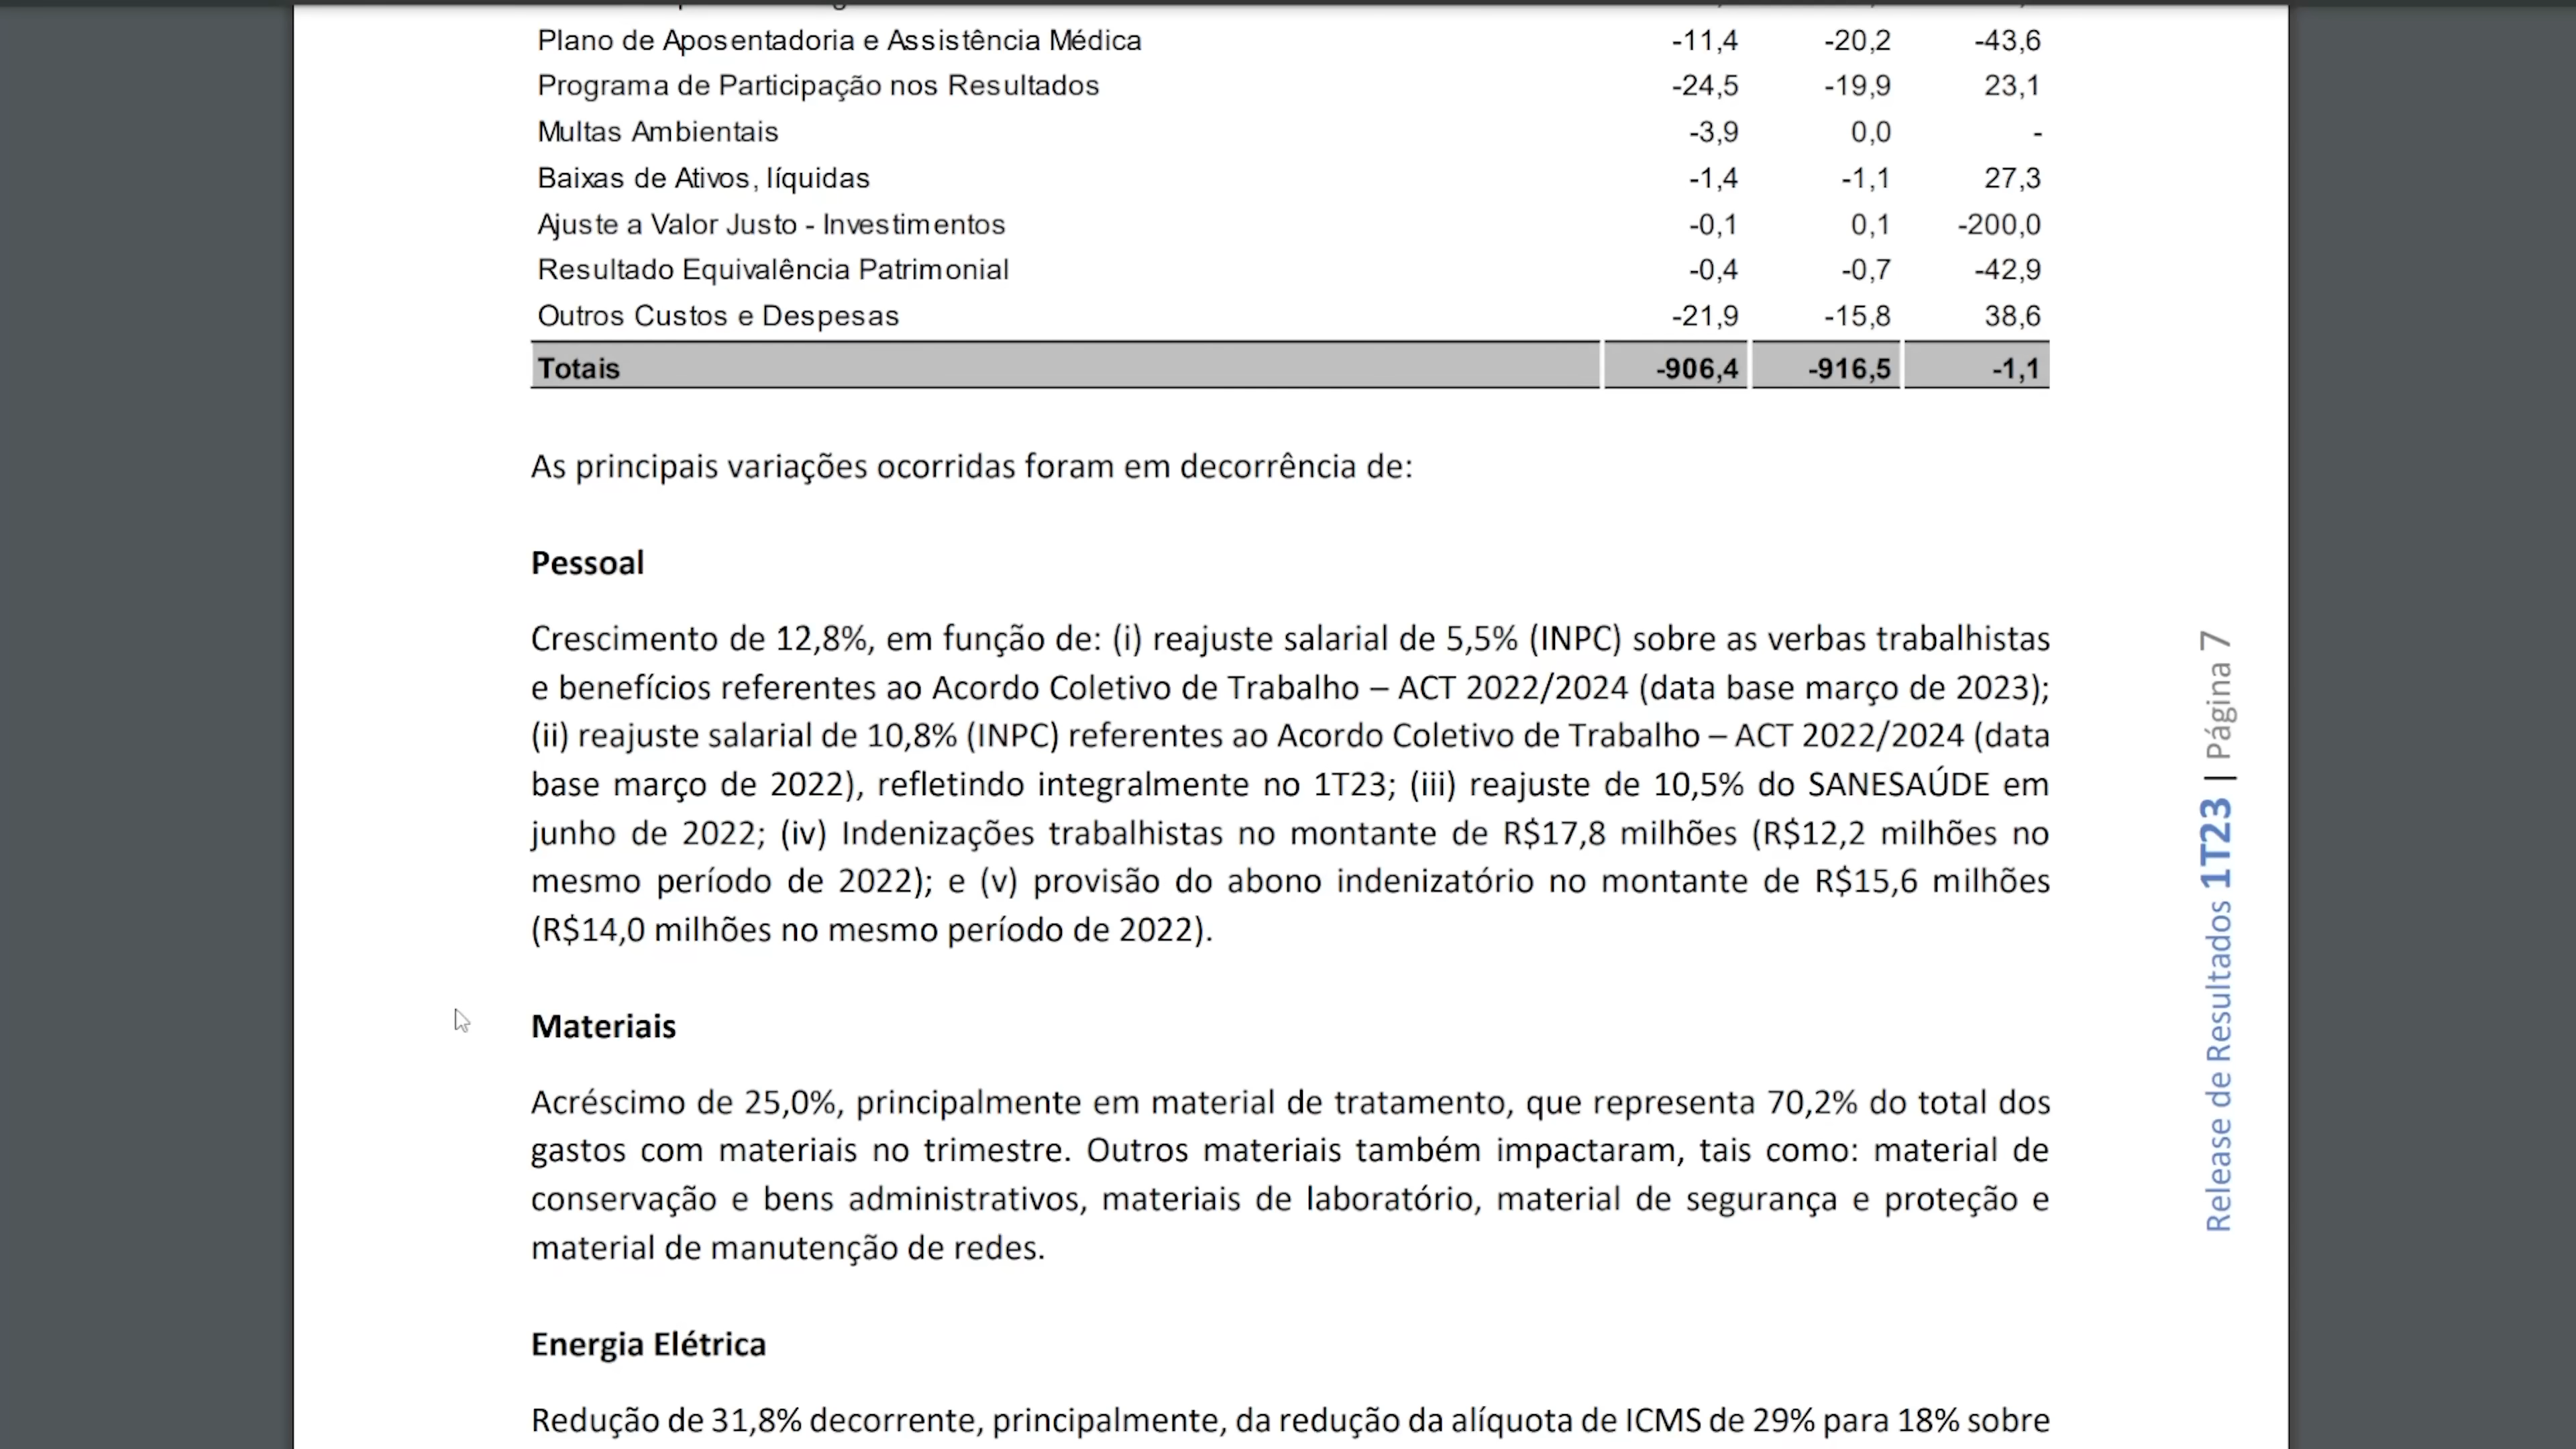 Plano de Aposentadoria e Assistência Médica -11,4 -20,2 -43,6
Programa de Participação nos Resultados -24,5 -19,9 23,1
Multas Ambientais -3,9 0,0 -
Baixas de Ativos, líquidas -1,4 -1,1 27,3
Ajuste a Valor Justo - Investimentos -0,1 0,1 -200,0
Resultado Equivalência Patrimonial -0,4 -0,7 -42,9
Outros Custos e Despesas -21,9 -15,8 38,6
Totais -906,4 -916,5 -1,1
As principais variações ocorridas foram em decorrência de:
Pessoal
Crescimento de 12,8%, em função de: (i) reajuste salarial de 5,5% (INPC) sobre as verbas trabalhistas
e benefícios referentes ao Acordo Coletivo de Trabalho – ACT 2022/2024 (data base março de 2023);
(ii) reajuste salarial de 10,8% (INPC) referentes ao Acordo Coletivo de Trabalho – ACT 2022/2024 (data
base março de 2022), refletindo integralmente no 1T23; (iii) reajuste de 10,5% do SANESAÚDE em
junho de 2022; (iv) Indenizações trabalhistas no montante de R$17,8 milhões (R$12,2 milhões no
mesmo período de 2022); e (v) provisão do abono indenizatório no montante de R$15,6 milhões
(R$14,0 milhões no mesmo período de 2022).
Materiais
Acréscimo de 25,0%, principalmente em material de tratamento, que representa 70,2% do total dos
gastos com materiais no trimestre. Outros materiais também impactaram, tais como: material de
conservação e bens administrativos, materiais de laboratório, material de segurança e proteção e
material de manutenção de redes.
Energia Elétrica
Redução de 31,8% decorrente, principalmente, da redução da alíquota de ICMS de 29% para 18% sobre
Release de Resultados 1T23 | Página 7